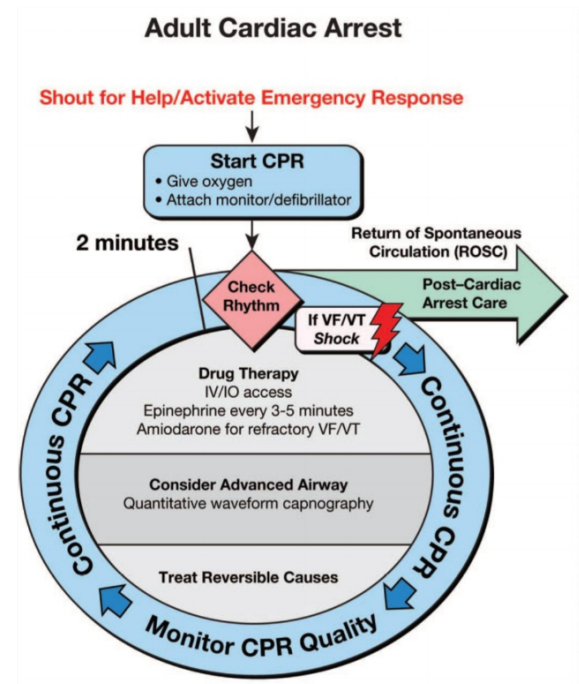 Adult Cardiac Arrest
Shout for Help/Activate Emergency Response
Start CPR
• Give oxygen
• Attach monitor/defibrillator
2 minutes
Return of Spontaneous
Circulation (ROSC)
Check
Rhythm
Post–Cardiac
Arrest Care
If VF/VT
Shock
Drug Therapy
IV/IO access
Epinephrine every 3-5 minutes
Amiodarone for refractory VF/VT
Consider Advanced Airway
Quantitative waveform capnography
Treat Reversible Causes
Continuous CPR
Continuous CPR
Monitor CPR Quality